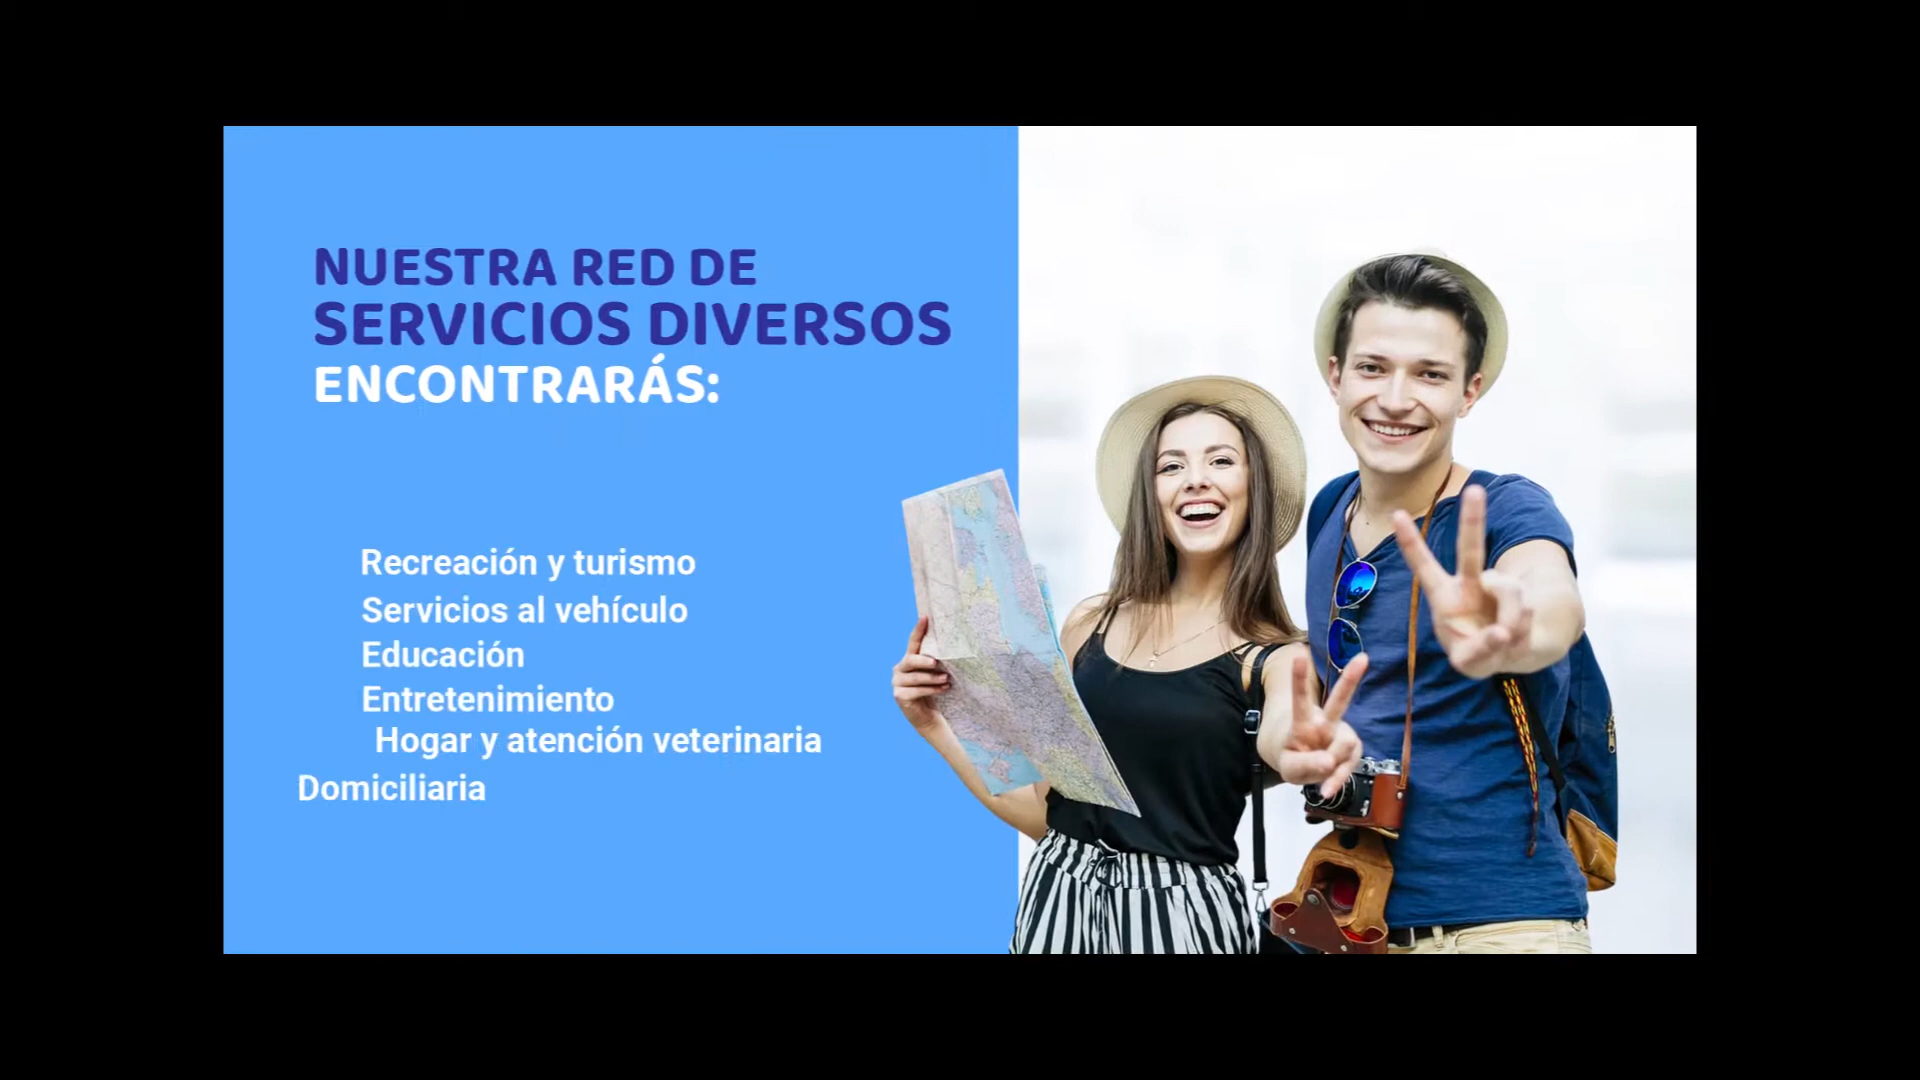 NUESTRA RED DE
SERVICIOS DIVERSOS
ENCONTRARÁS:
Recreación y turismo
Servicios al vehículo
Educación
Entretenimiento
Hogar y atención veterinaria
Domiciliaria